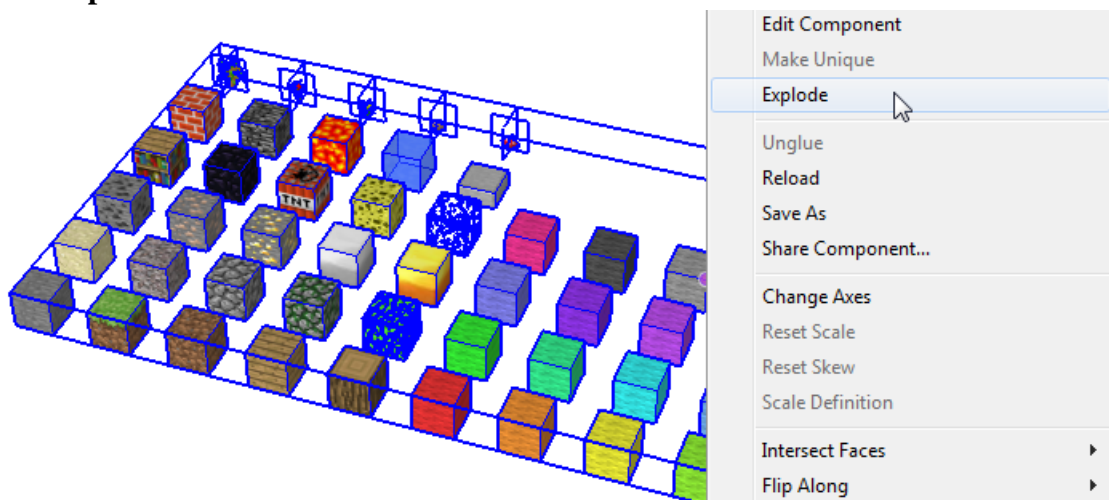 Edit Component
Make Unique
Explode
Unglue
Reload
Save As
Share Component...
Change Axes
Reset Scale
Reset Skew
Scale Definition
Intersect Faces
Flip Along
TNT